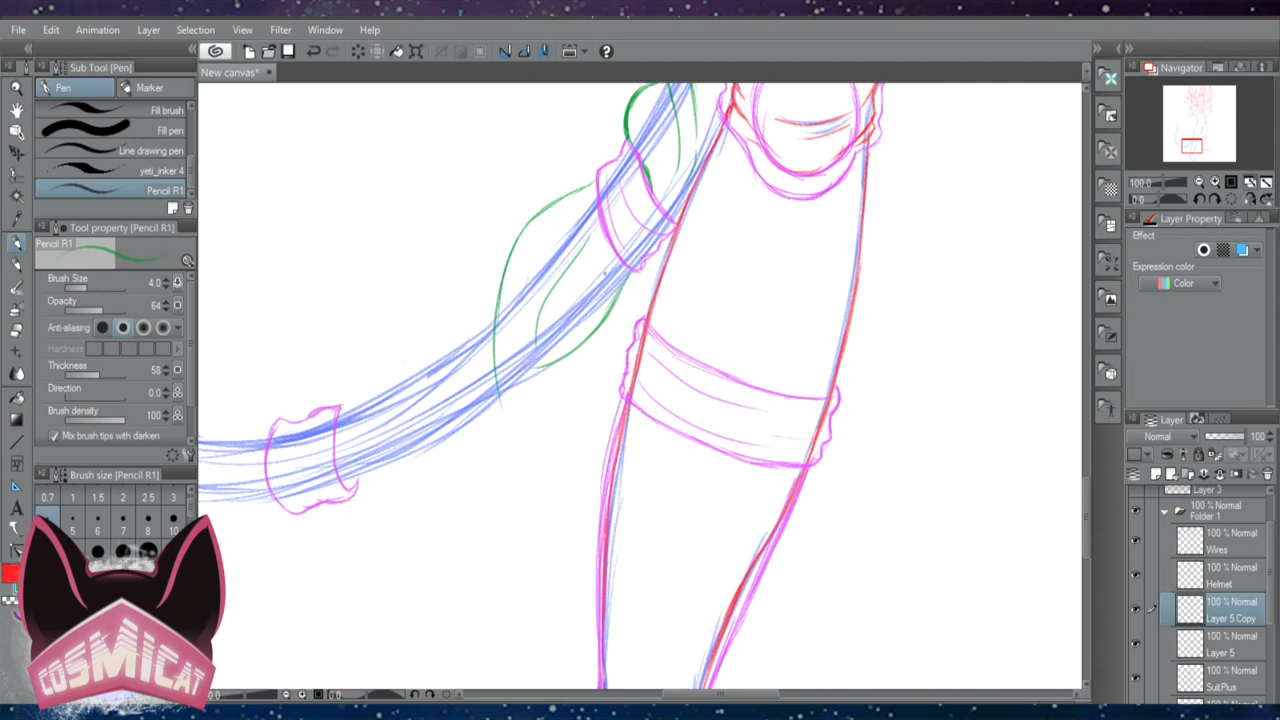 File Edit Animation Layer Selection View Filter Window Help
Sub Tool [Pen]
New canvas*
Navigator
Pen Marker
Fill brush
Fill pen
Line drawing pen
yeti_inker 4
Pencil R1
100.0
0.0
Tool property [Pencil R1]
Layer Property
Pencil R1
Effect
Brush Size 4.0
Expression color
Color
Opacity 64
Anti-aliasing
Hardness
Thickness 58
Direction 0.0
Brush density 100
Mix brush tips with darken
Layer
Normal 100
Brush size [Pencil R1]
0.7 1 1.5 2 2.5 3
5 6 7 8 10
Layer 3
100 % Normal
Folder 1
100 % Normal
Wires
100 % Normal
Helmet
100 % Normal
Layer 5 Copy
100 % Normal
Layer 5
100 % Normal
SuitPlus
COSMICAT
0.0